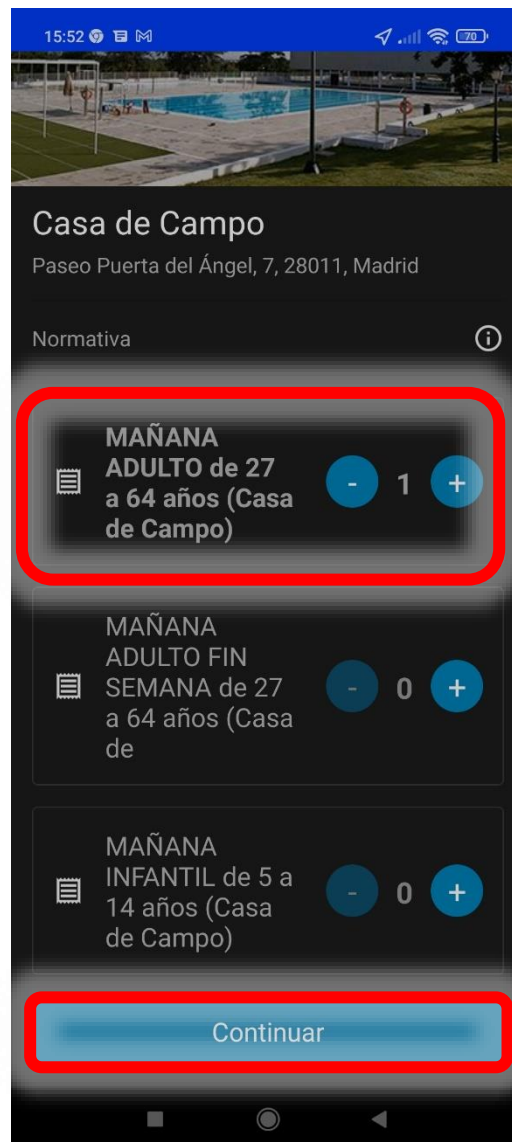 15:52
70
Casa de Campo
Paseo Puerta del Ángel, 7, 28011, Madrid
Normativa
MAÑANA
ADULTO de 27
a 64 años (Casa
de Campo)
- 1 +
MAÑANA
ADULTO FIN
SEMANA de 27
a 64 años (Casa
de
- 0 +
MAÑANA
INFANTIL de 5 a
14 años (Casa
de Campo)
- 0 +
Continuar